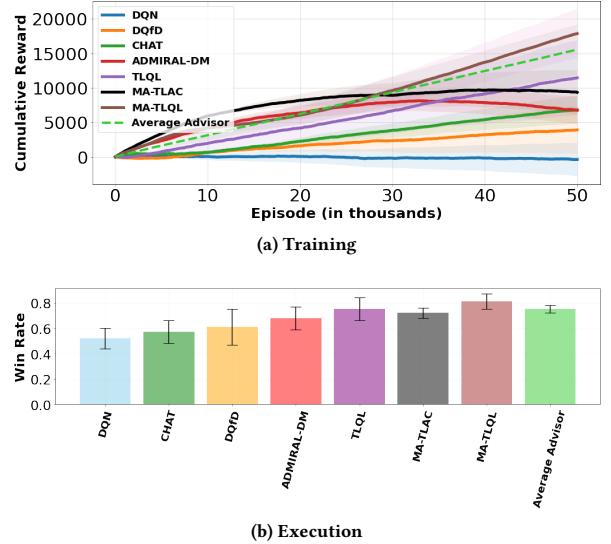 20000
15000
10000
5000
0
Cumulative Reward
DQN
DQfD
CHAT
ADMIRAL-DM
TLQL
MA-TLAC
MA-TLQL
Average Advisor
0 10 20 30 40 50
Episode (in thousands)
(a) Training
0.8
0.6
0.4
0.2
0.0
Win Rate
DQN
CHAT
DQfD
ADMIRAL-DM
TLQL
MA-TLAC
MA-TLQL
Average Advisor
(b) Execution